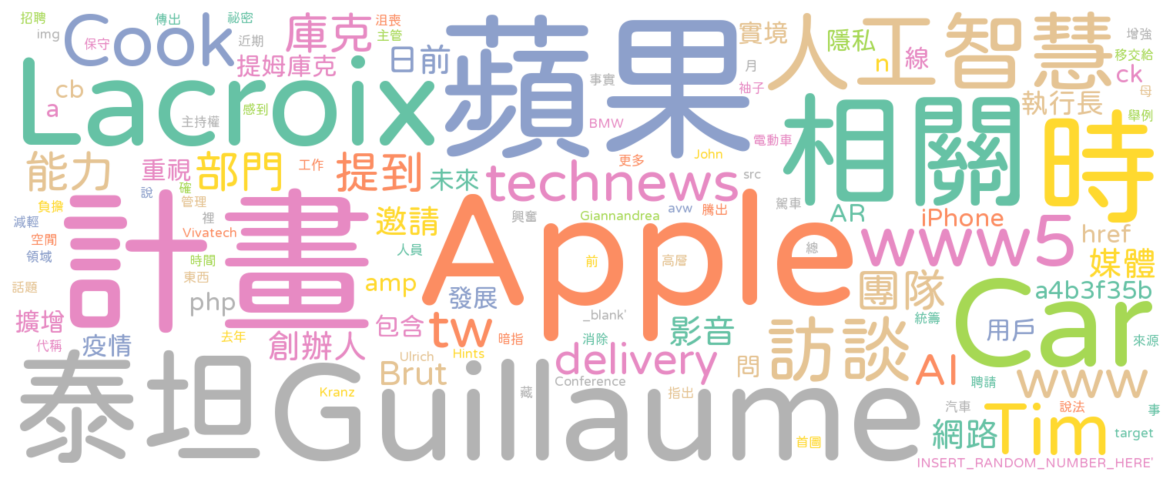 招聘
img
保守
Cook
傳出
祕密
近期
庫克
提姆庫克
沮喪
主管
日前
蘋果
事實
月
袖子
實境
人工智慧
隱私
n
線
增強
移交給
ck
母
執行長
舉例
cb
a
Lacroix
感到
主持權
BMW
John
電動車
相關
時
能力
重視
部門
工作
提到
未來
technews
更多
src
駕車
AR
iPhone
www5
href
負擔
確
管理
說
裡
減輕
空閒
領域
話題
計畫
Vivatech
時間
東西
php
邀請
人員
amp
Apple
興奮
Giannandrea
avw
騰出
前
高層
_blank'
總
媒體
a4b3f35b
團隊
統籌
Car
用戶
來源
擴增
代稱
疫情
去年
創辦人
包含
tw
發展
暗指
消除
影音
delivery
問
訪談
AI
聘請
www
泰坦
Guillaume
Kranz
Ulrich
Brut
Hints
藏
Conference
指出
首圖
汽車
Tim
說法
網路
事
target
INSERT_RANDOM_NUMBER_HERE'